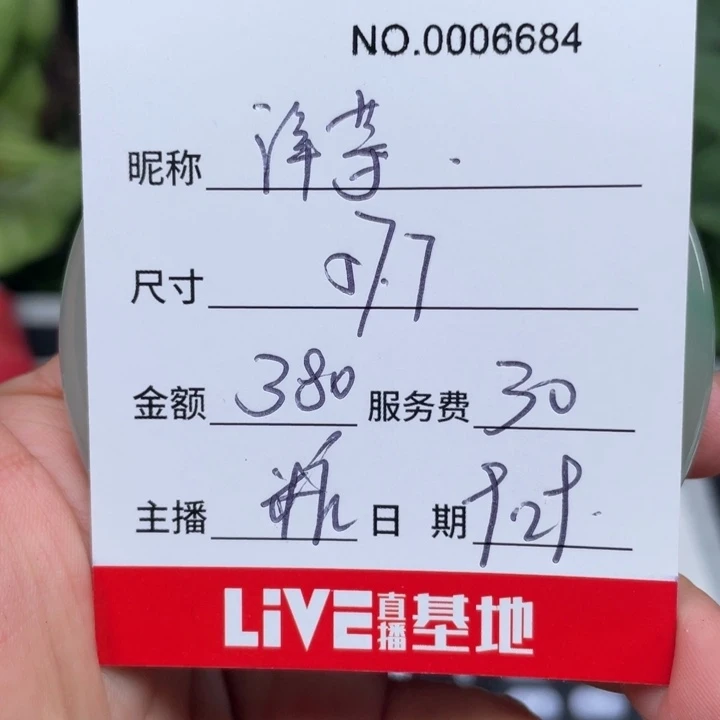 NO.0006684
昵称
尺寸
金额 380 服务费 30
主播 日期
LiVE直播基地